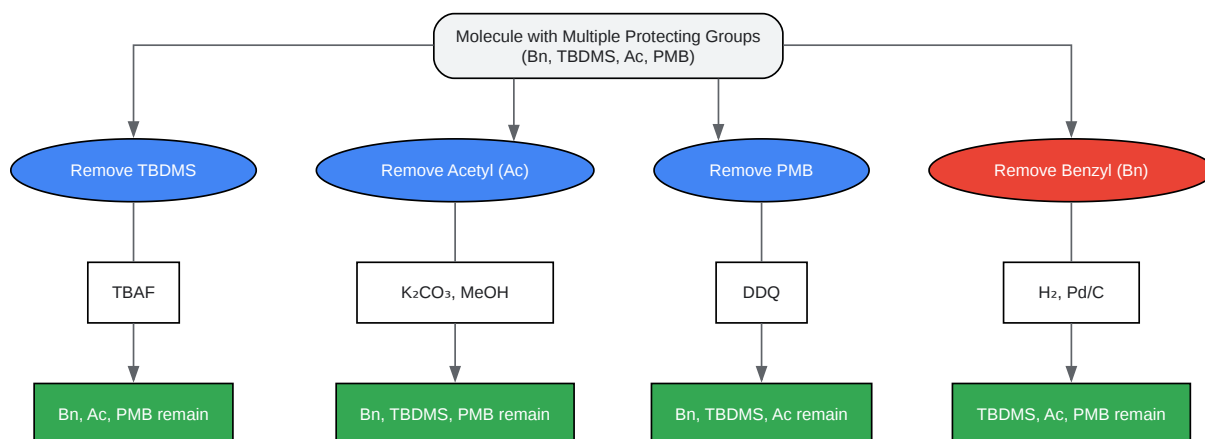 Molecule with Multiple Protecting Groups
(Bn, TBDMS, Ac, PMB)
Remove TBDMS
Remove Acetyl (Ac)
Remove PMB
Remove Benzyl (Bn)
TBAF
K₂CO₃, MeOH
DDQ
H₂, Pd/C
Bn, Ac, PMB remain
Bn, TBDMS, PMB remain
Bn, TBDMS, Ac remain
TBDMS, Ac, PMB remain